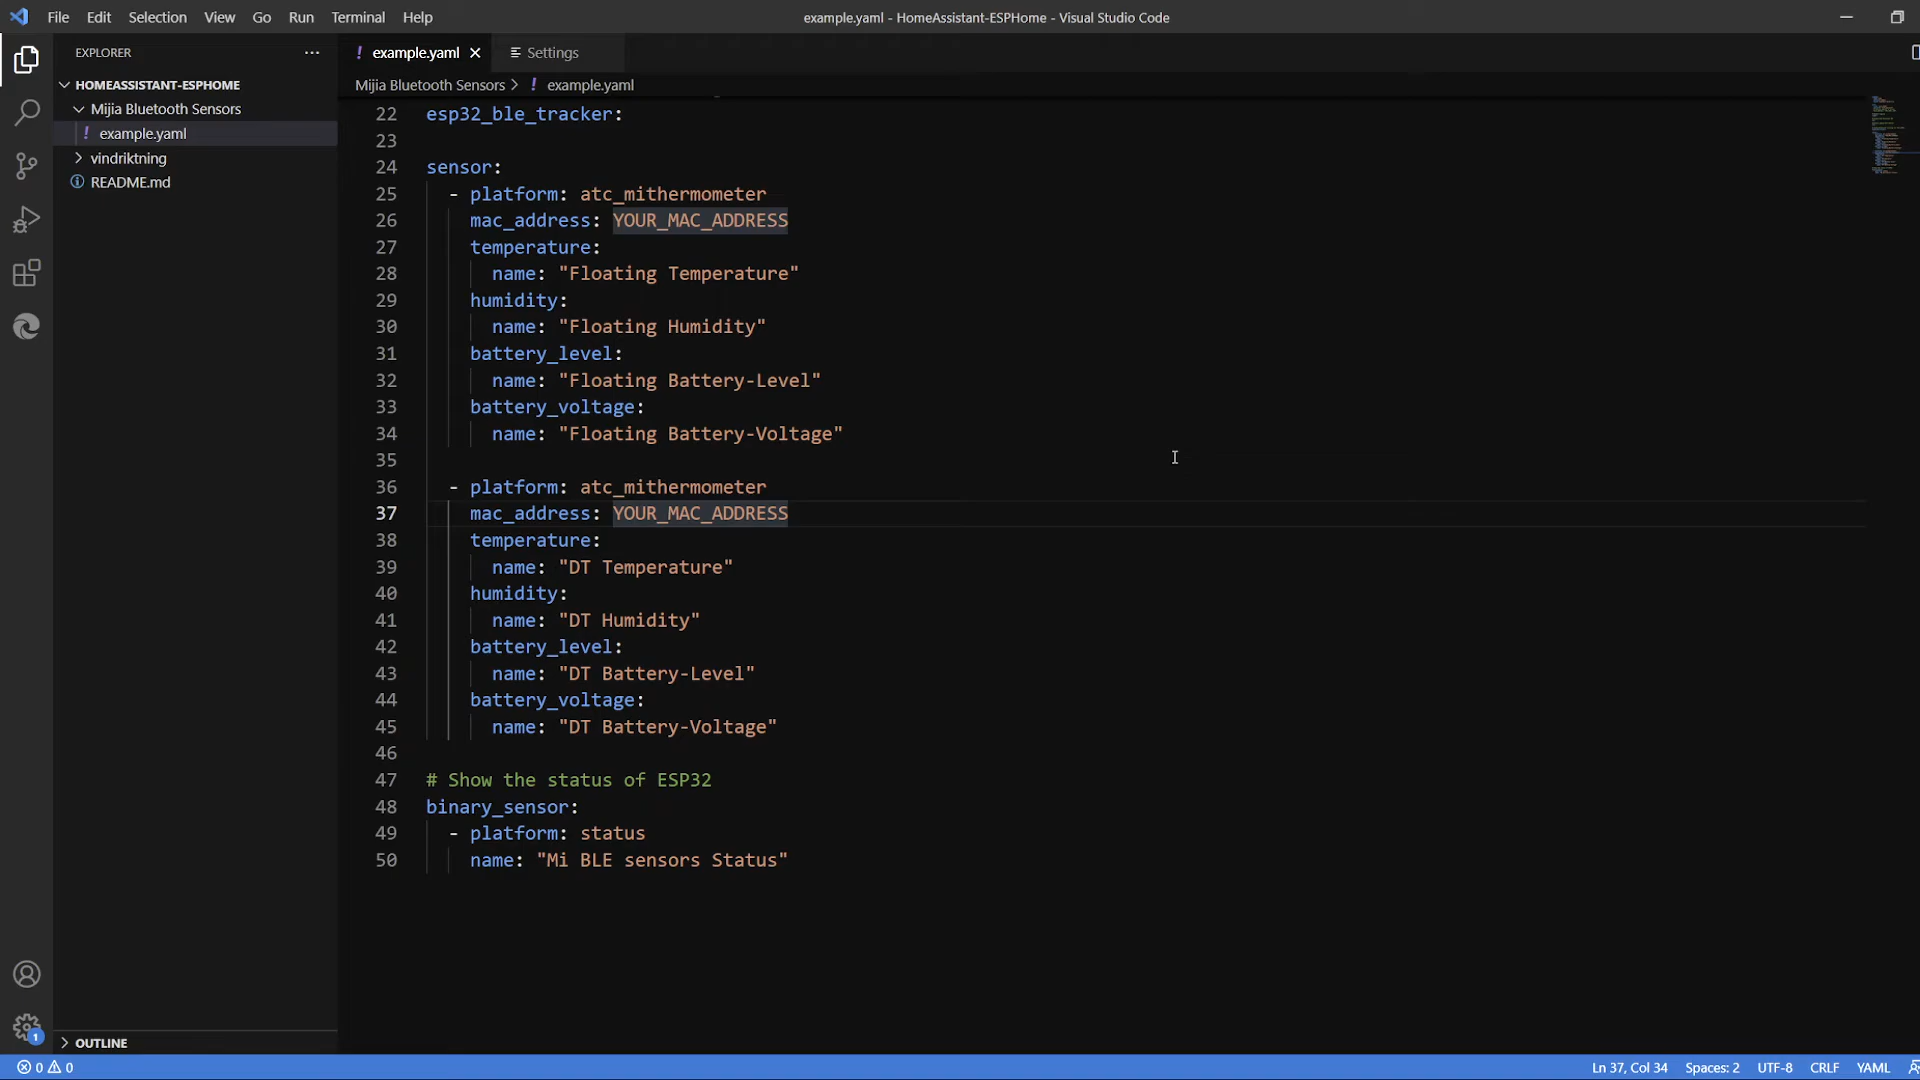 File Edit Selection View Go Run Terminal Help
example.yaml - HomeAssistant-ESPHome - Visual Studio Code
EXPLORER
HOMEASSISTANT-ESPHOME
Mijia Bluetooth Sensors
! example.yaml
vindriktning
README.md
OUTLINE
! example.yaml
Settings
Mijia Bluetooth Sensors > ! example.yaml
22 esp32_ble_tracker:
23
24 sensor:
25 - platform: atc_mithermometer
26 mac_address: YOUR_MAC_ADDRESS
27 temperature:
28 name: "Floating Temperature"
29 humidity:
30 name: "Floating Humidity"
31 battery_level:
32 name: "Floating Battery-Level"
33 battery_voltage:
34 name: "Floating Battery-Voltage"
35
36 - platform: atc_mithermometer
37 mac_address: YOUR_MAC_ADDRESS
38 temperature:
39 name: "DT Temperature"
40 humidity:
41 name: "DT Humidity"
42 battery_level:
43 name: "DT Battery-Level"
44 battery_voltage:
45 name: "DT Battery-Voltage"
46
47 # Show the status of ESP32
48 binary_sensor:
49 - platform: status
50 name: "Mi BLE sensors Status"
1
0 0
Ln 37, Col 34 Spaces: 2 UTF-8 CRLF YAML